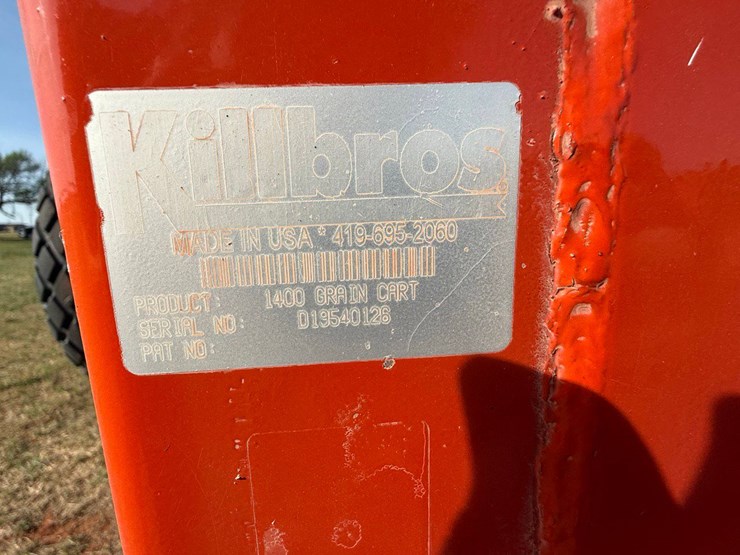 Killbros
MADE IN USA * 419-695-2060
PRODUCT: 1400 GRAIN CART
SERIAL NO: D19540126
PAT NO: